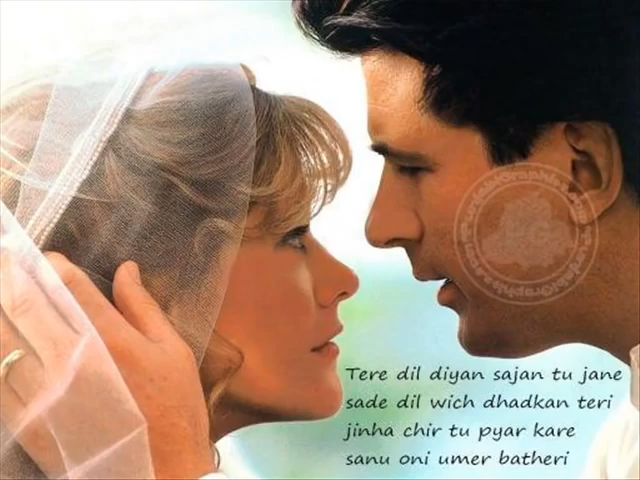 Tere dil diyan sajan tu jane
sade dil wich dhadkan teri
jinha chir tu pyar kare
sanu oni umer batheri